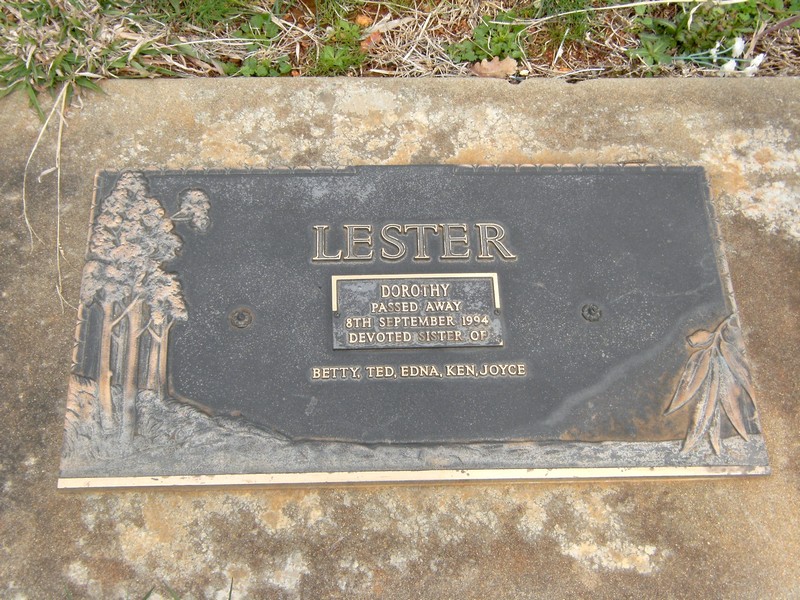 LESTER
DOROTHY
PASSED AWAY
8TH SEPTEMBER 1994
DEVOTED SISTER OF
BETTY, TED, EDNA, KEN, JOYCE